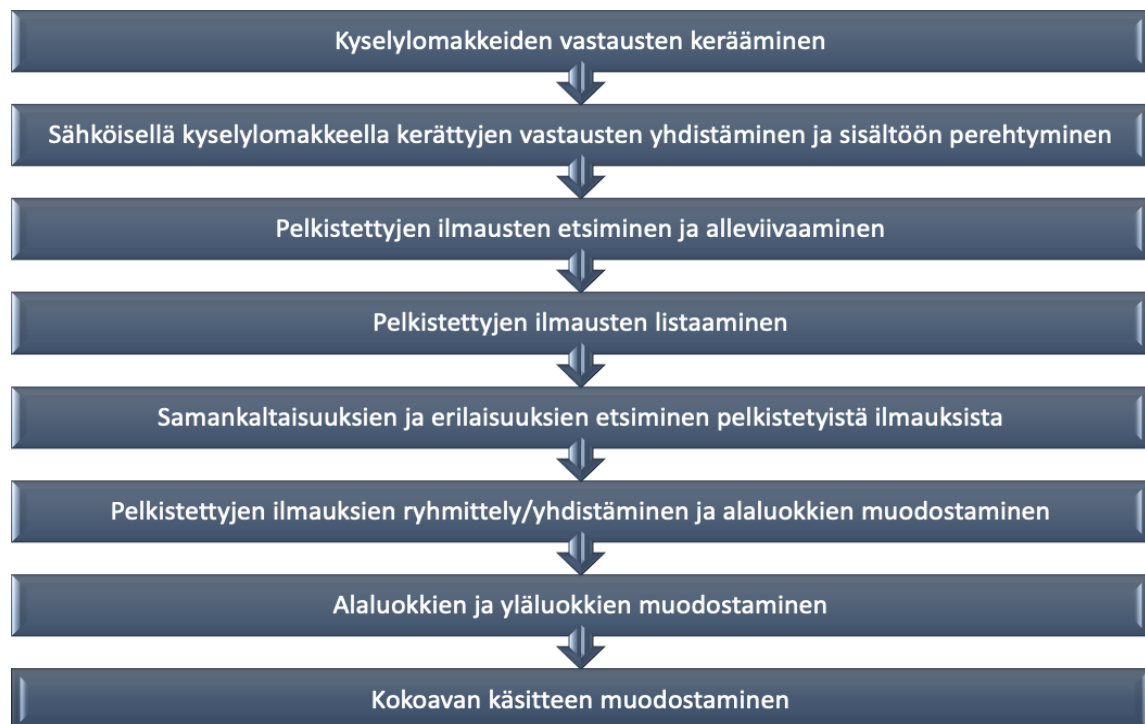 Kyselylomakkeiden vastausten kerääminen
Sähköisellä kyselylomakkeella kerättyjen vastausten yhdistäminen ja sisältöön perehtyminen
Pelkistettyjen ilmausten etsiminen ja alleviivaaminen
Pelkistettyjen ilmausten listaaminen
Samankaltaisuuksien ja erilaisuuksien etsiminen pelkistetyistä ilmauksista
Pelkistettyjen ilmauksien ryhmittely/yhdistäminen ja alaluokkien muodostaminen
Alaluokkien ja yläluokkien muodostaminen
Kokoavan käsitteen muodostaminen